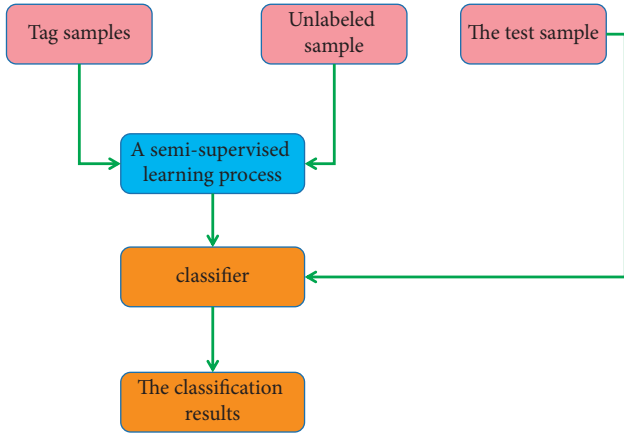 Tag samples
Unlabeled
sample
The test sample
A semi-supervised
learning process
classifier
The classification
results